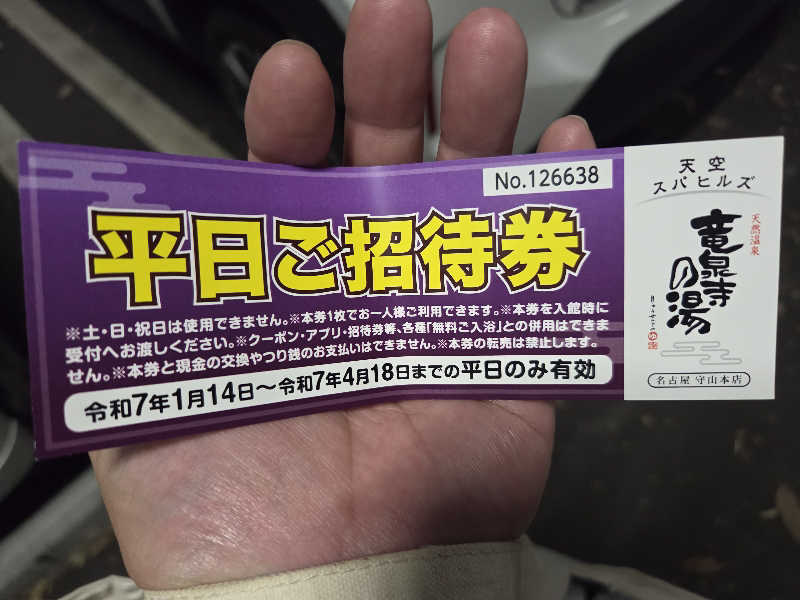 No.126638
平日ご招待券
※土・日・祝日は使用できません。※本券1枚でお一人様ご利用できます。※本券を入館時に
受付へお渡しください。※クーポン・アプリ・招待券等、各種「無料ご入浴」との併用はできま
せん。※本券と現金の交換やつり銭のお支払いはできません。※本券の転売は禁止します。
令和7年1月14日～令和7年4月18日までの平日のみ有効
天空
スパヒルズ
天然温泉
竜泉寺の湯
名古屋 守山本店